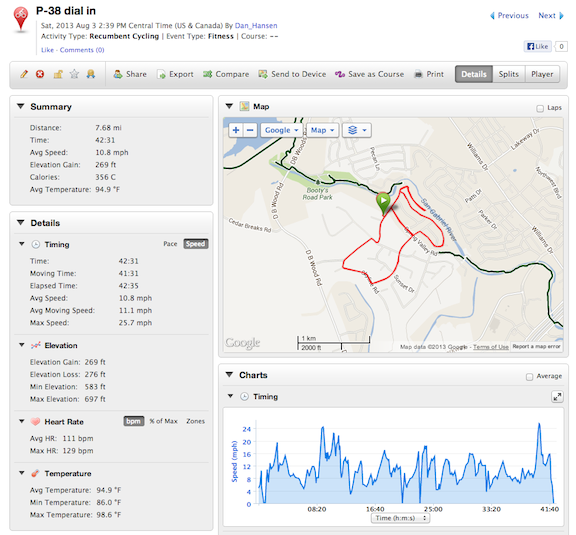 P-38 dial in
Sat, 2013 Aug 3 2:39 PM Central Time (US & Canada) By Dan_Hansen
Activity Type: Recumbent Cycling | Event Type: Fitness | Course: --
Like · Comments (0)
Previous Next
Like 0
Share Export Compare Send to Device Save as Course Print Details Splits Player
Summary
Distance: 7.68 mi
Time: 42:31
Avg Speed: 10.8 mph
Elevation Gain: 269 ft
Calories: 356 C
Avg Temperature: 94.9 °F
Details
Timing Pace Speed
Time: 42:31
Moving Time: 41:31
Elapsed Time: 42:35
Avg Speed: 10.8 mph
Avg Moving Speed: 11.1 mph
Max Speed: 25.7 mph
Elevation
Elevation Gain: 269 ft
Elevation Loss: 276 ft
Min Elevation: 583 ft
Max Elevation: 697 ft
Heart Rate bpm % of Max Zones
Avg HR: 111 bpm
Max HR: 129 bpm
Temperature
Avg Temperature: 94.9 °F
Min Temperature: 86.0 °F
Max Temperature: 98.6 °F
Map Laps
+ − Google Map
D B Wood Rd
Pecan Ln
Williams Dr
Lakeway Dr
Northwest Blvd
Booty's
Road Park
San Gabriel River
Path Dr
Parker Dr
Cedar Breaks Rd
D B Wood Rd
Valley Rd
Sunset Dr
Williams Dr
Rd
Google
1 km
2000 ft
Map data ©2013 Google - Terms of Use Report a map error
Charts Average
Timing
Speed (mph)
24
20
16
12
8
4
0
08:20 16:40 25:00 33:20 41:40
Time (h:m:s)